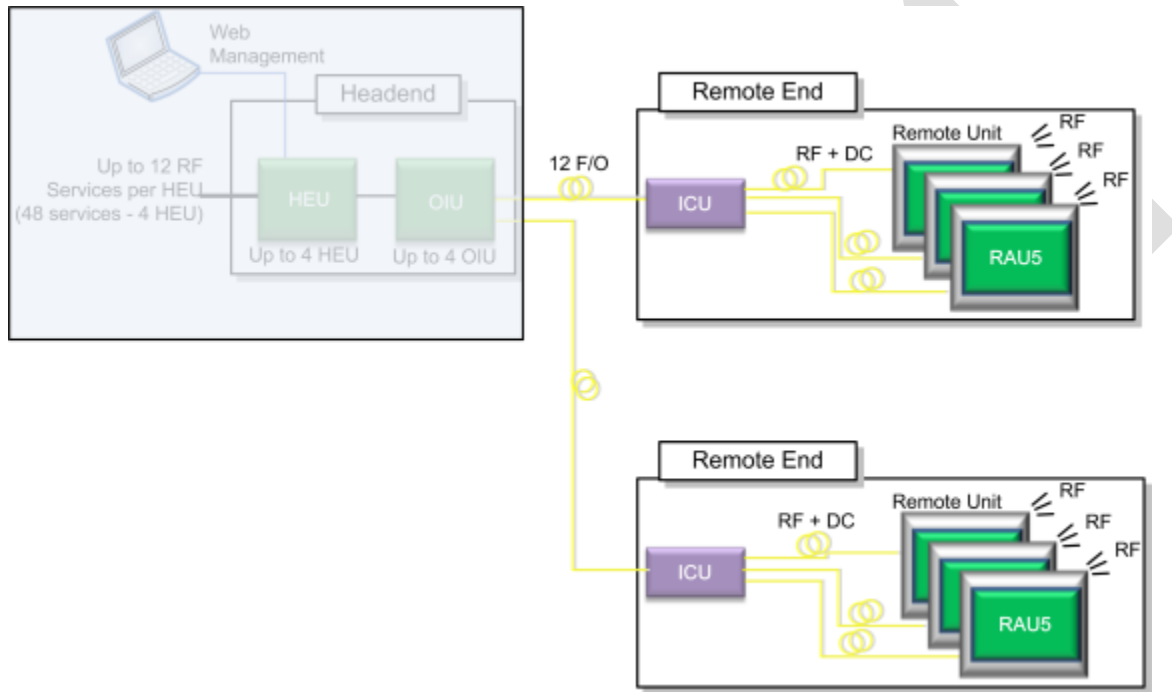 Web
Management
Headend
Up to 12 RF
Services per HEU
(48 services - 4 HEU)
HEU
OIU
Up to 4 HEU
Up to 4 OIU
12 F/O
Remote End
ICU
RF + DC
Remote Unit
RF
RF
RF
RAU5
Remote End
ICU
RF + DC
Remote Unit
RF
RF
RF
RAU5